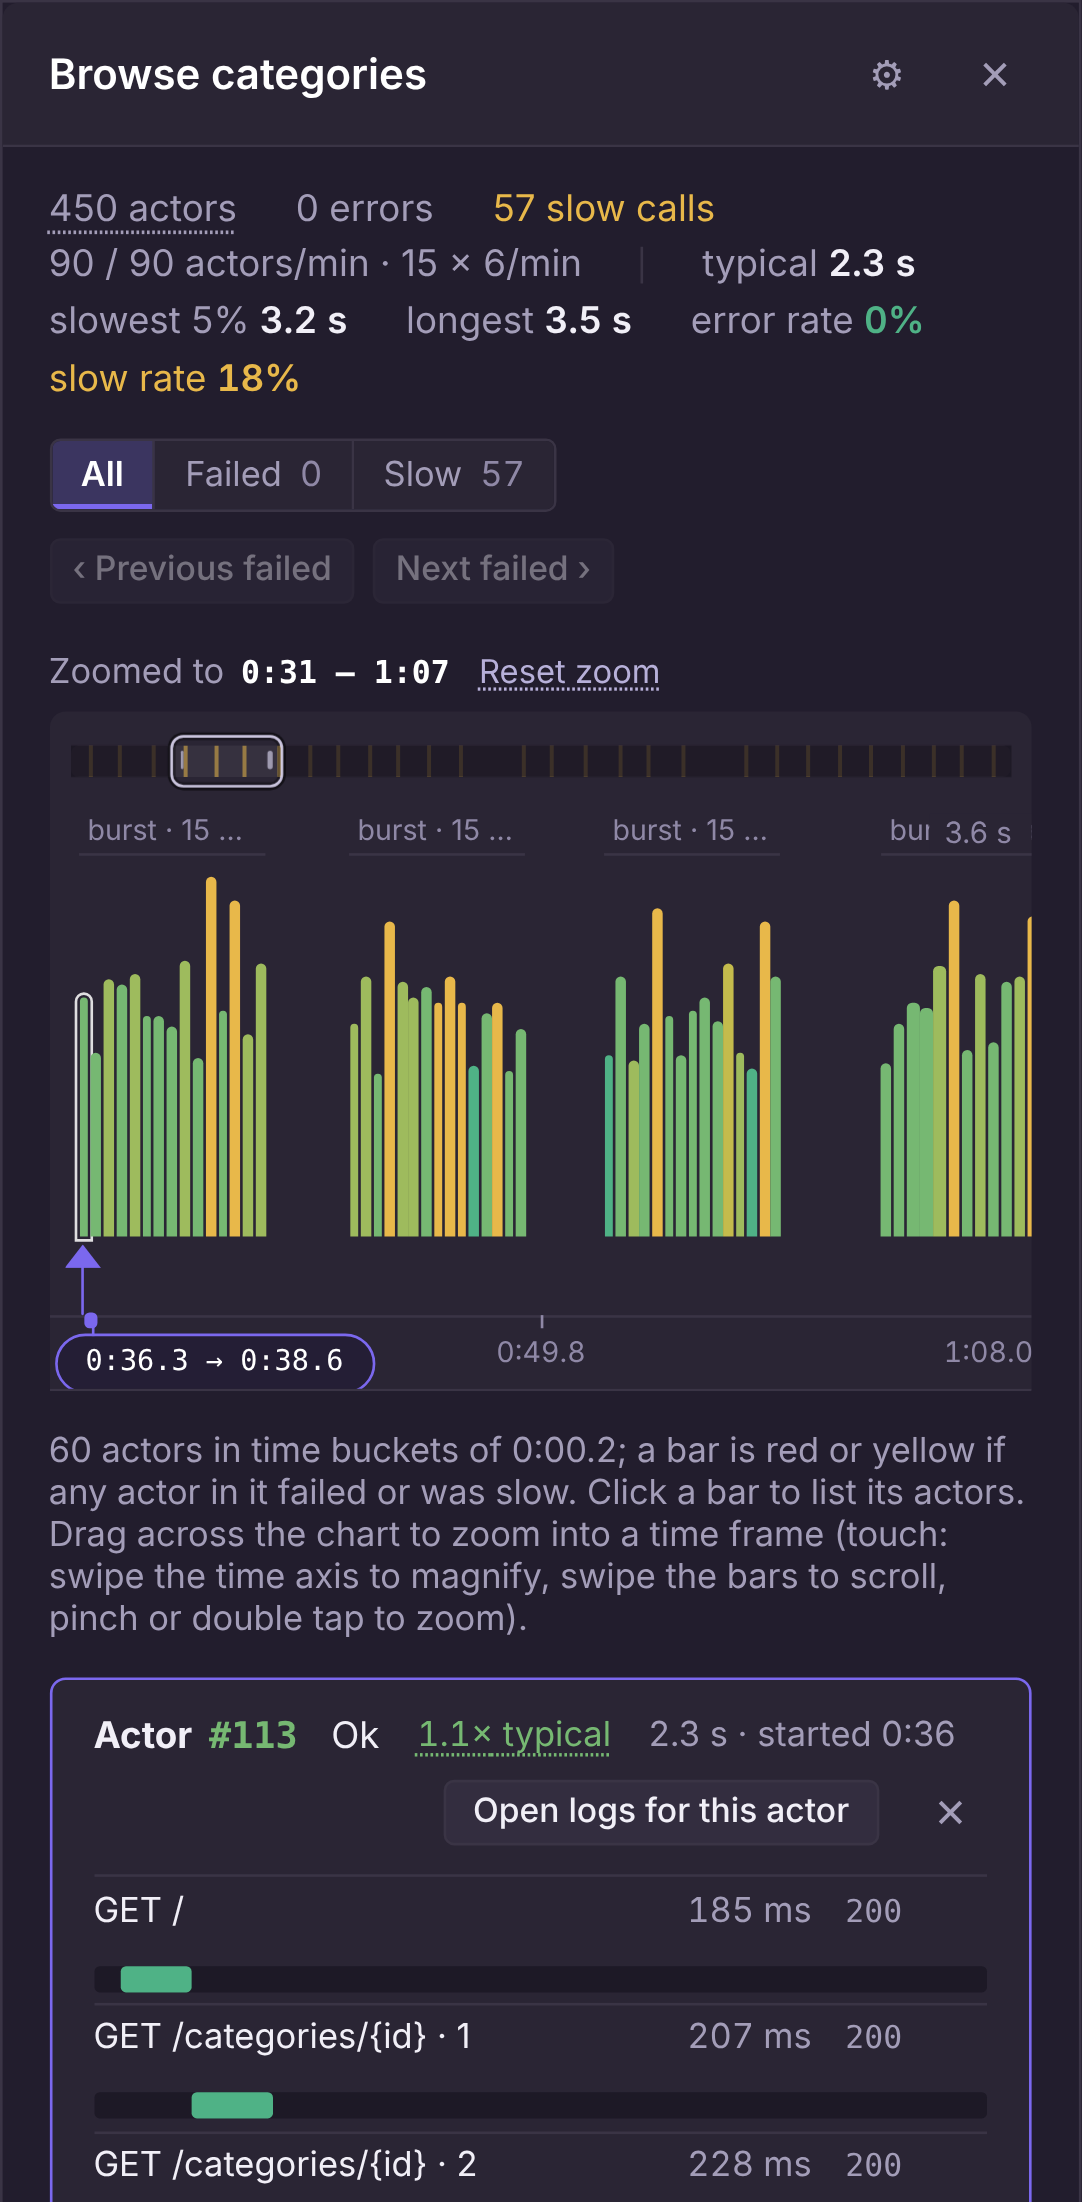 Browse categories
450 actors 0 errors 57 slow calls
90 / 90 actors/min · 15 × 6/min typical 2.3 s
slowest 5% 3.2 s longest 3.5 s error rate 0%
slow rate 18%
All Failed 0 Slow 57
‹ Previous failed Next failed ›
Zoomed to 0:31 – 1:07 Reset zoom
burst · 15 ... burst · 15 ... burst · 15 ... bur 3.6 s
0:36.3 → 0:38.6 0:49.8 1:08.0
60 actors in time buckets of 0:00.2; a bar is red or yellow if
any actor in it failed or was slow. Click a bar to list its actors.
Drag across the chart to zoom into a time frame (touch:
swipe the time axis to magnify, swipe the bars to scroll,
pinch or double tap to zoom).
Actor #113 Ok 1.1× typical 2.3 s · started 0:36
Open logs for this actor
GET / 185 ms 200
GET /categories/{id} · 1 207 ms 200
GET /categories/{id} · 2 228 ms 200